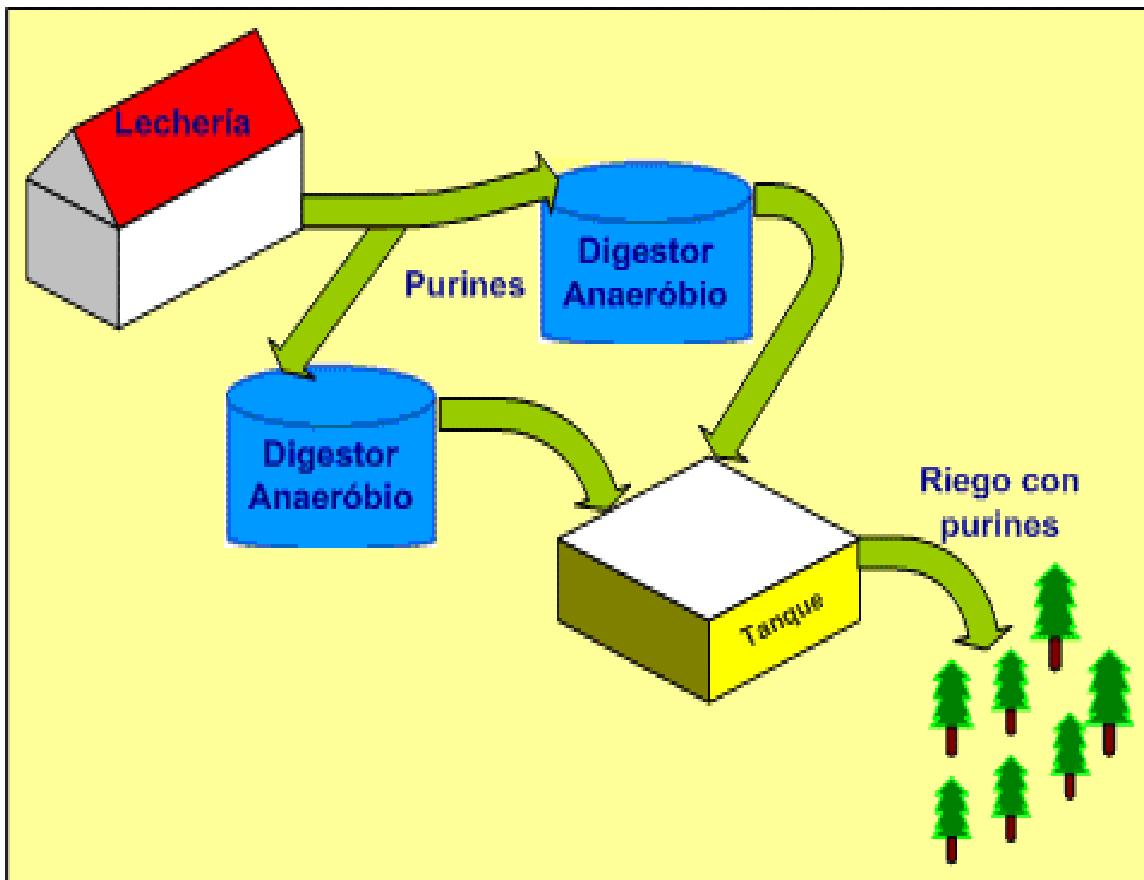 Lechería
Digestor
Anaeróbio
Purines
Digestor
Anaeróbio
Riego con
purines
Tanque